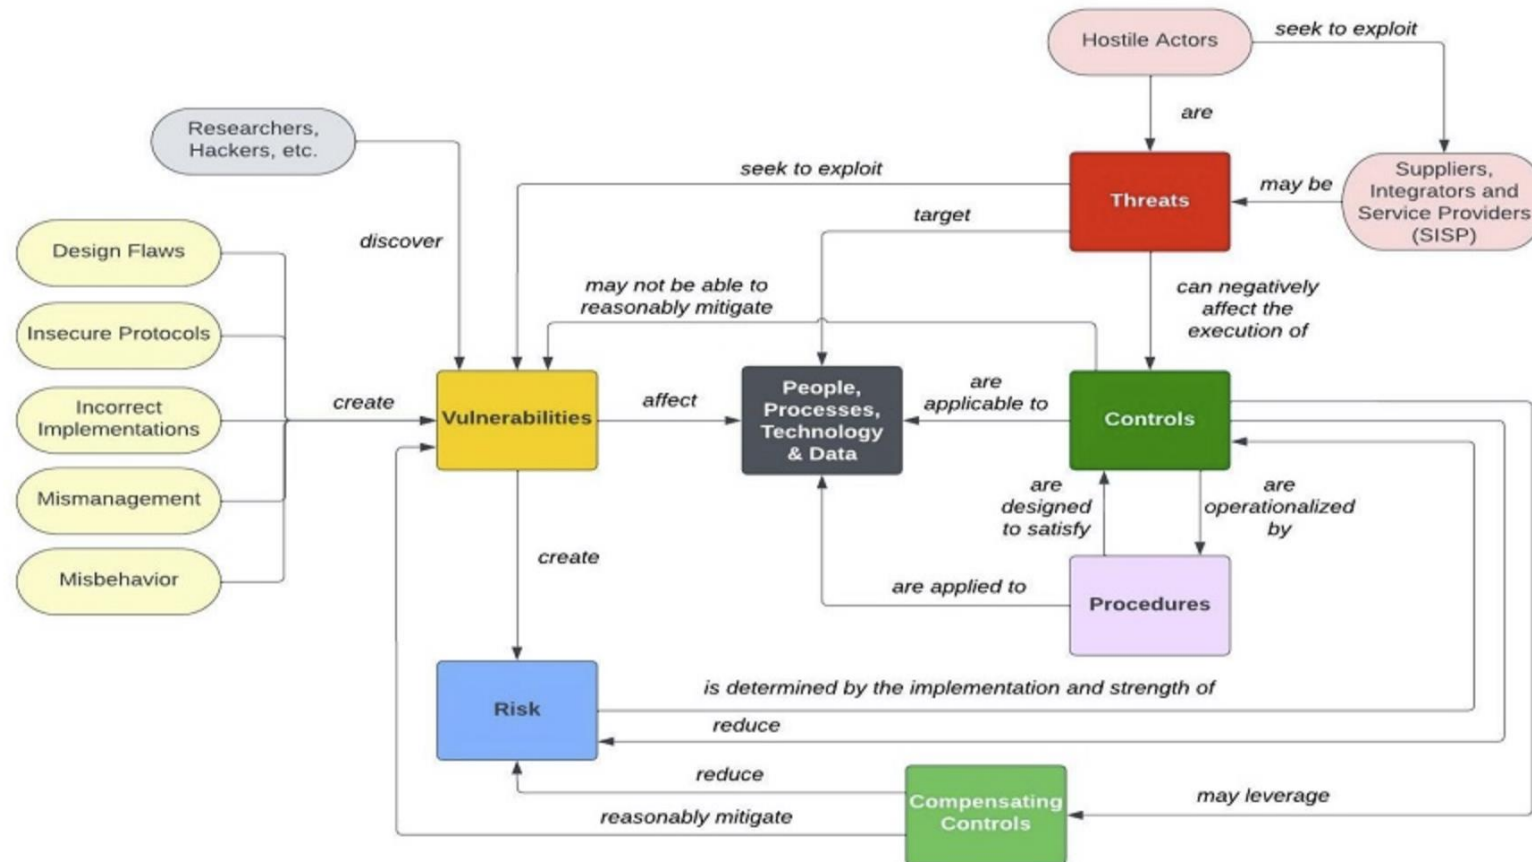 Hostile Actors
seek to exploit
are
Researchers,
Hackers, etc.
seek to exploit
Threats
may be
Suppliers,
Integrators and
Service Providers
(SISP)
target
discover
Design Flaws
may not be able to
reasonably mitigate
can negatively
affect the
execution of
Insecure Protocols
Incorrect
Implementations
create
Vulnerabilities
affect
People,
Processes,
Technology
& Data
are
applicable to
Controls
Mismanagement
are
designed
to satisfy
are
operationalized
by
Misbehavior
create
are applied to
Procedures
Risk
is determined by the implementation and strength of
reduce
reduce
Compensating
Controls
may leverage
reasonably mitigate